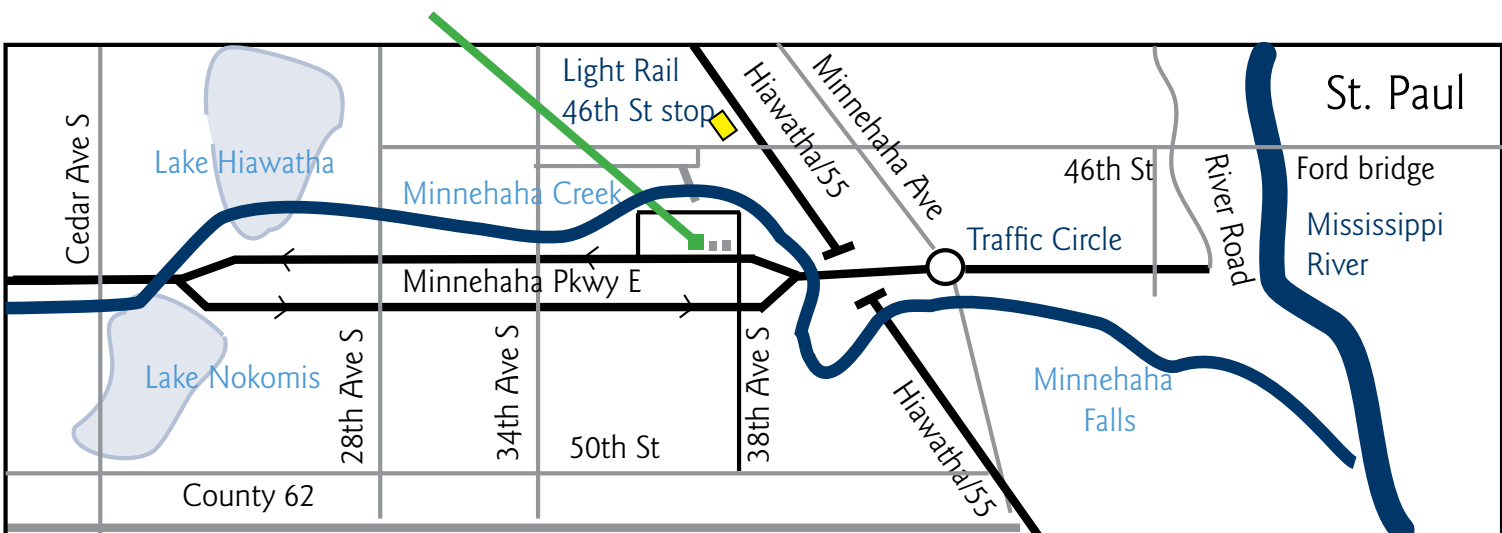 Light Rail
46th St stop
Hiawatha/55
Minnehaha Ave
St. Paul
Cedar Ave S
Lake Hiawatha
Minnehaha Creek
46th St
River Road
Ford bridge
Mississippi
River
Traffic Circle
Minnehaha Pkwy E
Lake Nokomis
28th Ave S
34th Ave S
50th St
38th Ave S
Hiawatha/55
Minnehaha
Falls
County 62